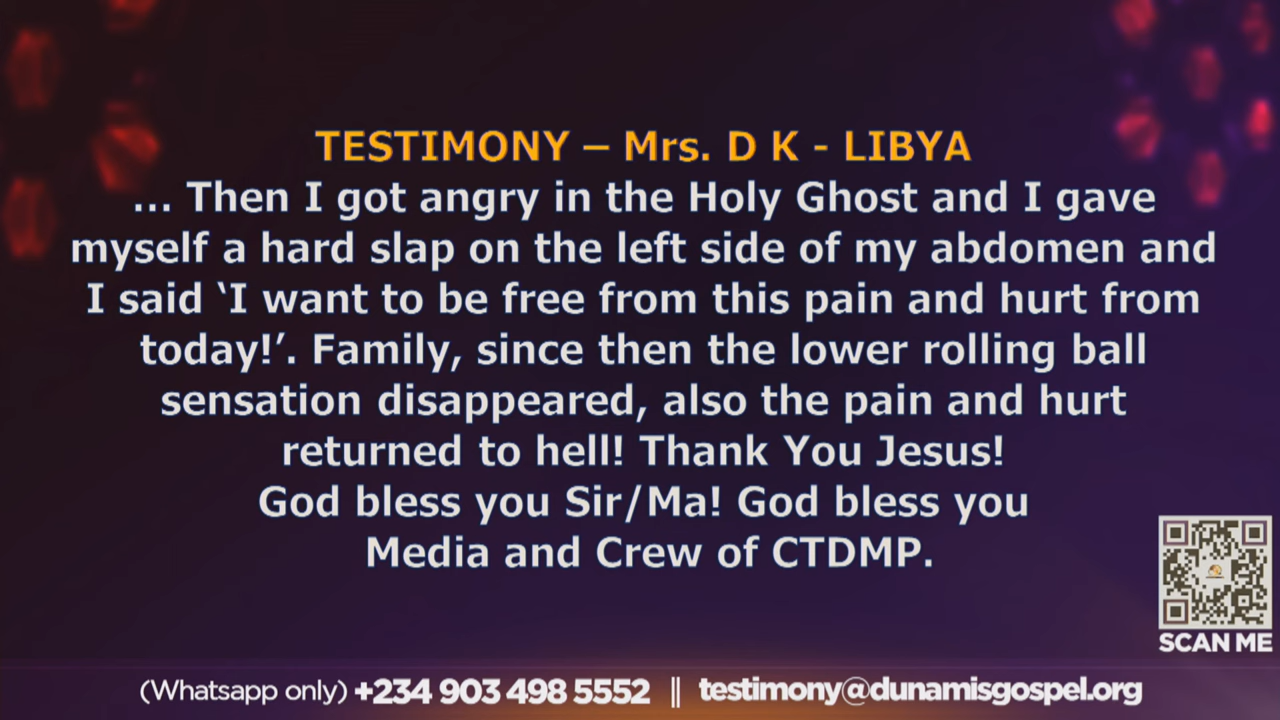 TESTIMONY – Mrs. D K - LIBYA
... Then I got angry in the Holy Ghost and I gave
myself a hard slap on the left side of my abdomen and
I said ‘I want to be free from this pain and hurt from
today!’. Family, since then the lower rolling ball
sensation disappeared, also the pain and hurt
returned to hell! Thank You Jesus!
God bless you Sir/Ma! God bless you
Media and Crew of CTDMP.
SCAN ME
(Whatsapp only) +234 903 498 5552 || testimony@dunamisgospel.org